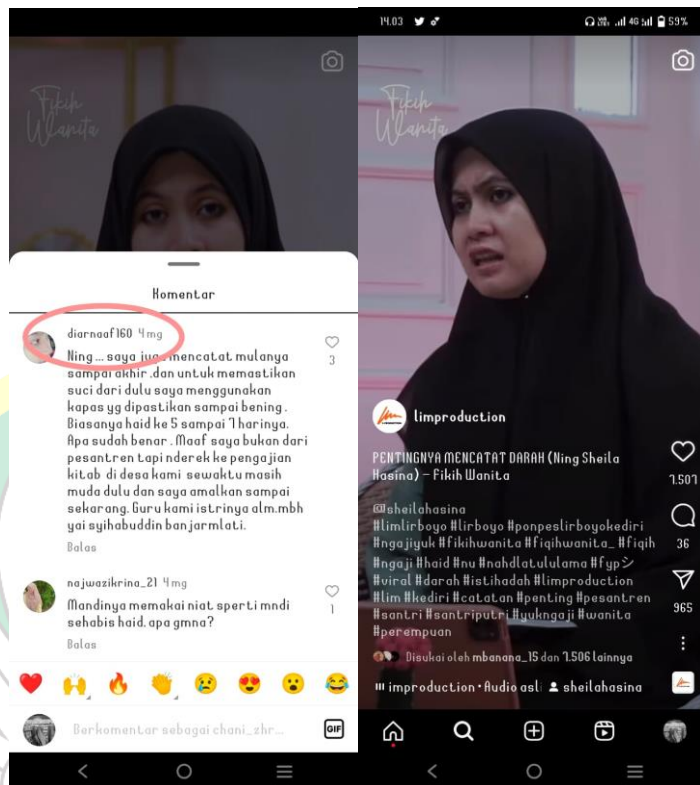 Fikih
Wanita
Komentar
diarnaaf160 4mg
Ning ... saya juga mencatat mulanya
sampai akhir .dan untuk memastikan
suci dari dulu saya menggunakan
kapas yg dipastikan sampai bening .
Biasanya haid ke 5 sampai 7 harinya.
Apa sudah benar . Maaf saya bukan dari
pesantren tapi nderek ke pengajian
kitab di desa kami sewaktu masih
muda dulu dan saya amalkan sampai
sekarang. Guru kami istrinya alm.mbh
yai syihabuddin banjarmlati.
3
Balas
najwazikrina_21 4mg
Mandinya memakai niat sperti mndi
sehabis haid. apa gmna?
1
Balas
Berkomentar sebagai chani_zhr...
GIF
14.03
4G 59%
Fikih
Wanita
limproduction
PENTINGNYA MENCATAT DARAH (Ning Sheila
Hasina) – Fikih Wanita
@sheilahasina
#limlirboyo #lirboyo #ponpeslirboyokediri
#ngajiyuk #fikihwanita #fiqihwanita_ #fiqih
#ngaji #haid #nu #nahdlatululama #fypシ
#viral #darah #istihadah #limproduction
#lim #kediri #catatan #penting #pesantren
#santri #santriputri #yukngaji #wanita
#perempuan
7.507
36
965
Disukai oleh mbanana_15 dan 7.506 lainnya
improduction • Audio asli sheilahasina